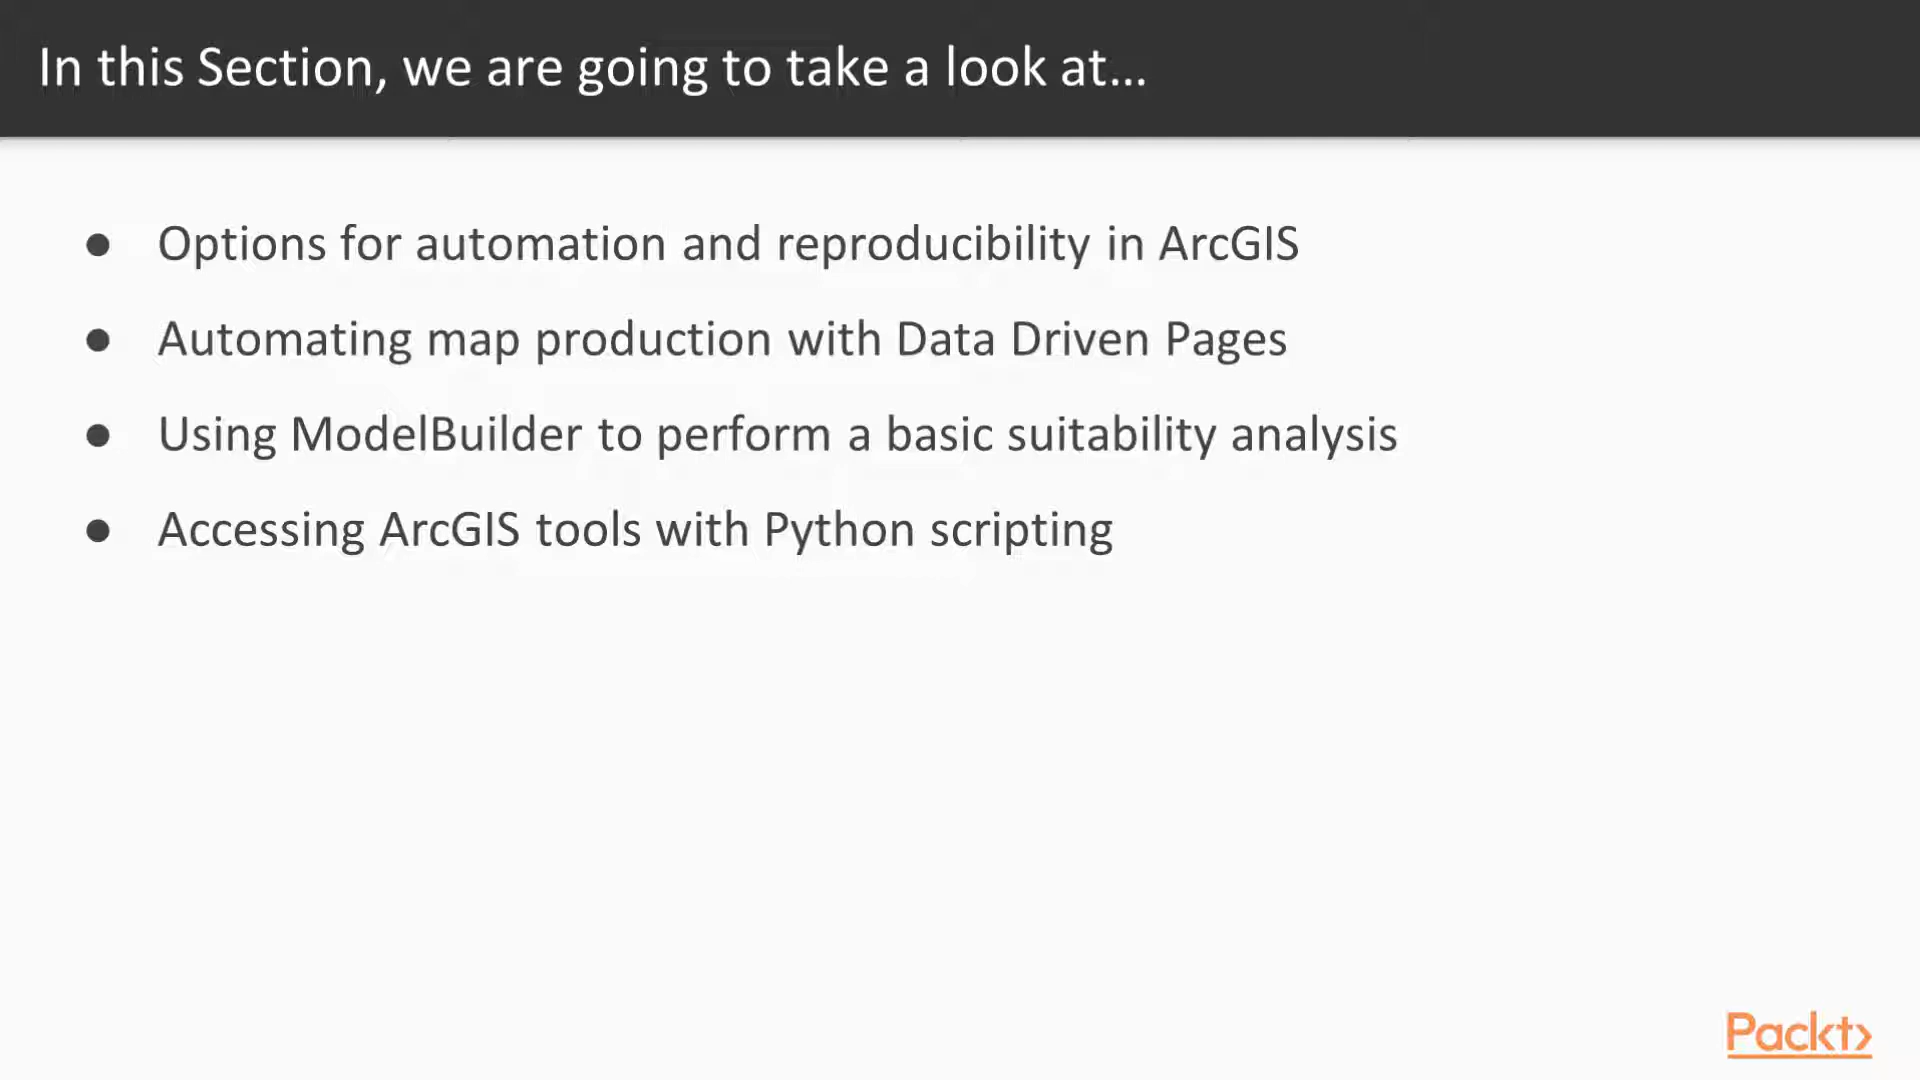 In this Section, we are going to take a look at...
● Options for automation and reproducibility in ArcGIS
● Automating map production with Data Driven Pages
● Using ModelBuilder to perform a basic suitability analysis
● Accessing ArcGIS tools with Python scripting
Packt>